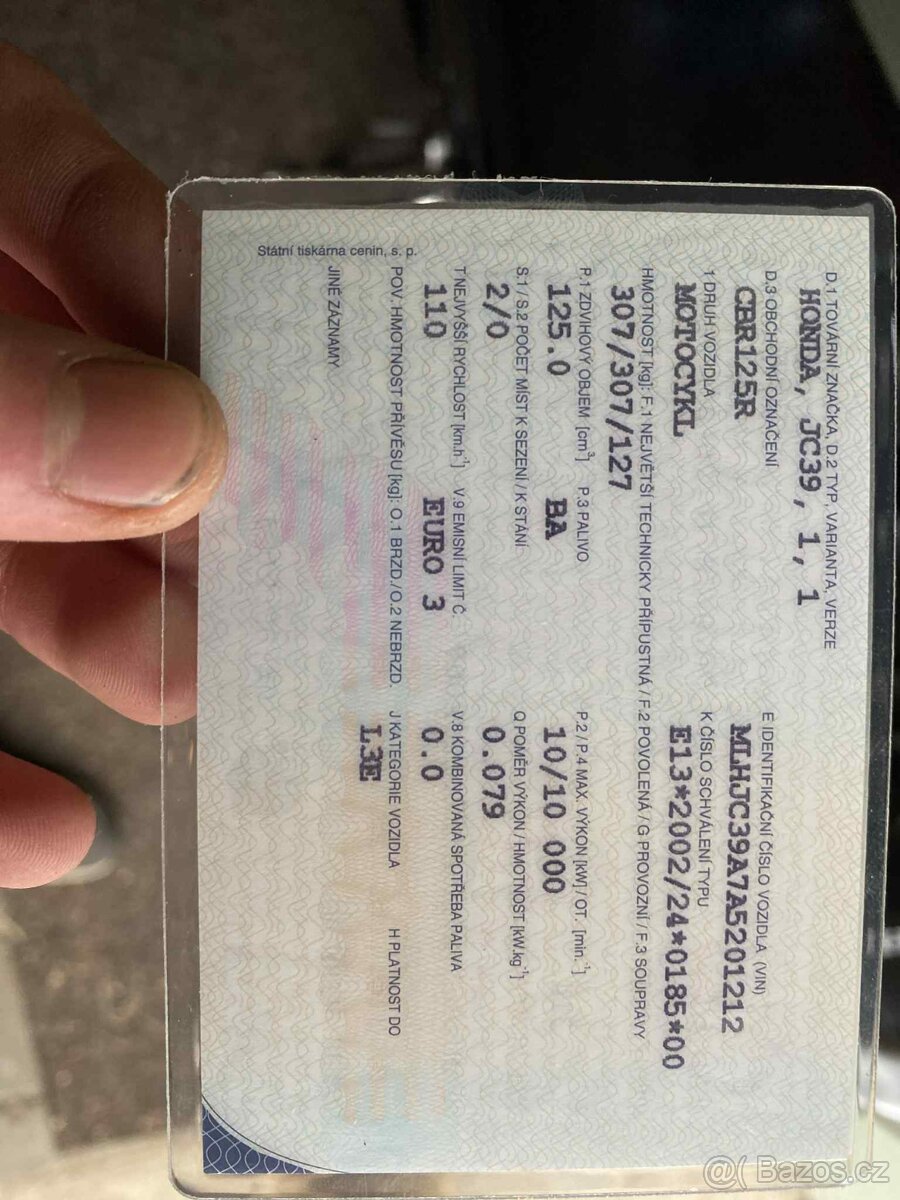 D.1 TOVÁRNÍ ZNAČKA, D.2 TYP, VARIANTA, VERZE
HONDA, JC39, 1, 1
D.3 OBCHODNÍ OZNAČENÍ
E IDENTIFIKAČNÍ ČÍSLO VOZIDLA (VIN)
CBR125R
MLHJC39A7A5201212
1 DRUH VOZIDLA
K ČÍSLO SCHVÁLENÍ TYPU
MOTOCYKL
E13*2002/24*0185*00
HMOTNOST [kg]: F.1 NEJVĚTŠÍ TECHNICKY PŘÍPUSTNÁ / F.2 POVOLENÁ / G PROVOZNÍ / F.3 SOUPRAVY
307/307/127
P.1 ZDVIHOVÝ OBJEM [cm³] P.3 PALIVO P.2 / P.4 MAX. VÝKON [kW] / OT. [min.⁻¹]
125.0 BA 10/10 000
S.1 / S.2 POČET MÍST K SEZENÍ / K STÁNÍ Q POMĚR VÝKON / HMOTNOST [kW.kg⁻¹]
2/0 0.079
T NEJVYŠŠÍ RYCHLOST [km.h⁻¹] V.9 EMISNÍ LIMIT Č. V.8 KOMBINOVANÁ SPOTŘEBA PALIVA
110 EURO 3 0.0
POV. HMOTNOST PŘÍVĚSU [kg]: O.1 BRZD./O.2 NEBRZD. J KATEGORIE VOZIDLA H PLATNOST DO
L3E
JINÉ ZÁZNAMY
Státní tiskárna cenin, s. p.
@( Bazos.cz